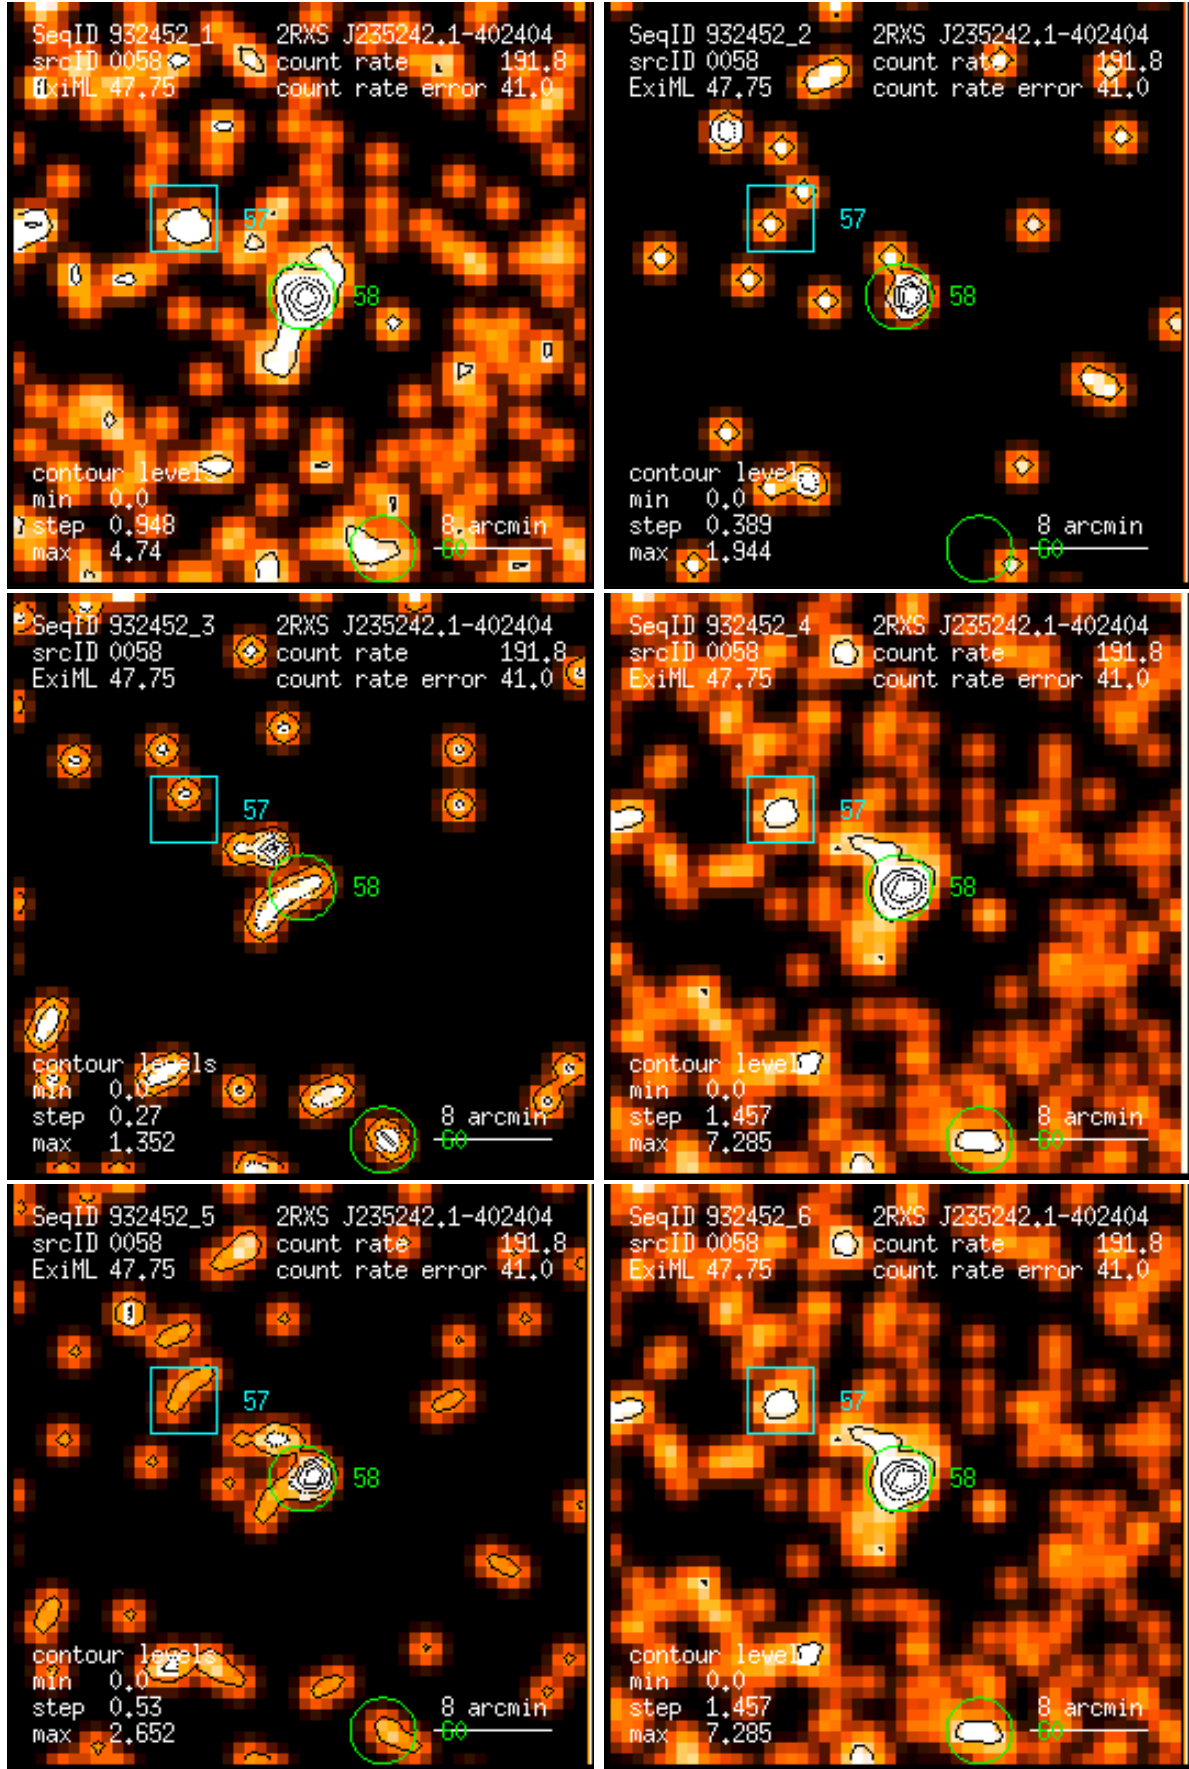 SeqID 932452_1 2RXS J235242.1-402404
srcID 0058 count rate 191.8
ExiML 47.75 count rate error 41.0
57
58
contour levels
min 0.0
step 0.948 8 arcmin
max 4.74 60
SeqID 932452_2 2RXS J235242.1-402404
srcID 0058 count rate 191.8
ExiML 47.75 count rate error 41.0
57
58
contour levels
min 0.0
step 0.389 8 arcmin
max 1.944 60
SeqID 932452_3 2RXS J235242.1-402404
srcID 0058 count rate 191.8
ExiML 47.75 count rate error 41.0
57
58
contour levels
min 0.0
step 0.27 8 arcmin
max 1.352 60
SeqID 932452_4 2RXS J235242.1-402404
srcID 0058 count rate 191.8
ExiML 47.75 count rate error 41.0
57
58
contour levels
min 0.0
step 1.457 8 arcmin
max 7.285 60
SeqID 932452_5 2RXS J235242.1-402404
srcID 0058 count rate 191.8
ExiML 47.75 count rate error 41.0
57
58
contour levels
min 0.0
step 0.53 8 arcmin
max 2.652 60
SeqID 932452_6 2RXS J235242.1-402404
srcID 0058 count rate 191.8
ExiML 47.75 count rate error 41.0
57
58
contour levels
min 0.0
step 1.457 8 arcmin
max 7.285 60